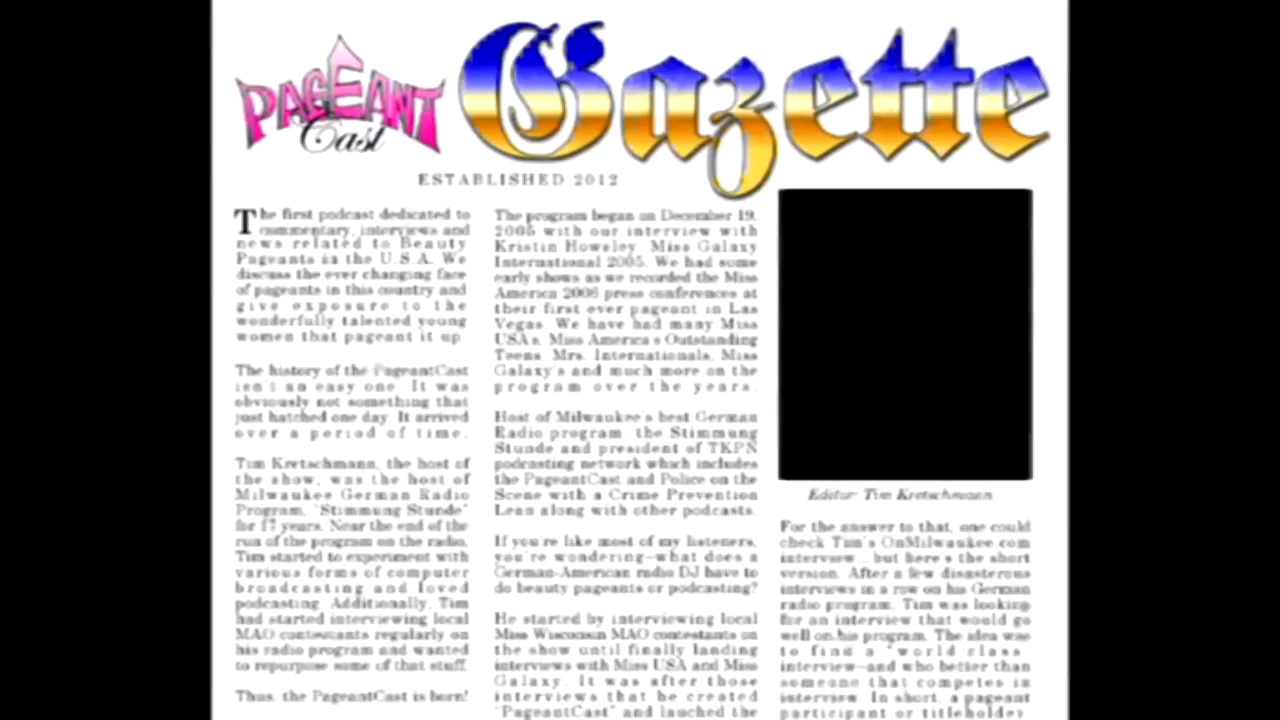 PAGEANT
Cast
Gazette
ESTABLISHED 2012
The first podcast dedicated to
commentary, interviews and
news related to Beauty
Pageants in the U.S.A. We
discuss the ever changing face
of pageants in this country and
give exposure to the
wonderfully talented young
women that pageant it up
The history of the PageantCast
isn't an easy one. It was
obviously not something that
just hatched one day. It arrived
over a period of time.
Tim Kretschmann, the host of
the show, was the host of
Milwaukee German Radio
Program, "Stimmung Stunde"
for 17 years. Near the end of the
run of the program on the radio,
Tim started to experiment with
various forms of computer
broadcasting and loved
podcasting. Additionally, Tim
had started interviewing local
MAO contestants regularly on
his radio program and wanted
to repurpose some of that stuff.
Thus, the PageantCast is born!
The program began on December 19,
2005 with our interview with
Kristin Howsley, Miss Galaxy
International 2005. We had some
early shows as we recorded the Miss
America 2006 press conferences at
their first ever pageant in Las
Vegas. We have had many Miss
USA's, Miss America's Outstanding
Teens, Mrs. Internationals, Miss
Galaxy's and much more on the
program over the years.
Host of Milwaukee's best German
Radio program, the Stimmung
Stunde and president of TKPN
podcasting network which includes
the PageantCast and Police on the
Scene with a Crime Prevention
Lean along with other podcasts.
If you're like most of my listeners,
you're wondering—what does a
German-American radio DJ have to
do beauty pageants or podcasting?
He started by interviewing local
Miss Wisconsin MAO contestants on
the show until finally landing
interviews with Miss USA and Miss
Galaxy. It was after those
interviews that he created
"PageantCast" and lauched the
Editor: Tim Kretschmann
For the answer to that, one could
check Tim's OnMilwaukee.com
interview... but here's the short
version. After a few disasterous
interviews in a row on his German
radio program, Tim was looking
for an interview that would go
well on his program. The idea was
to find a "world class"
interview—and who better than
someone that competes in
interview. In short, a pageant
participant or titleholder.